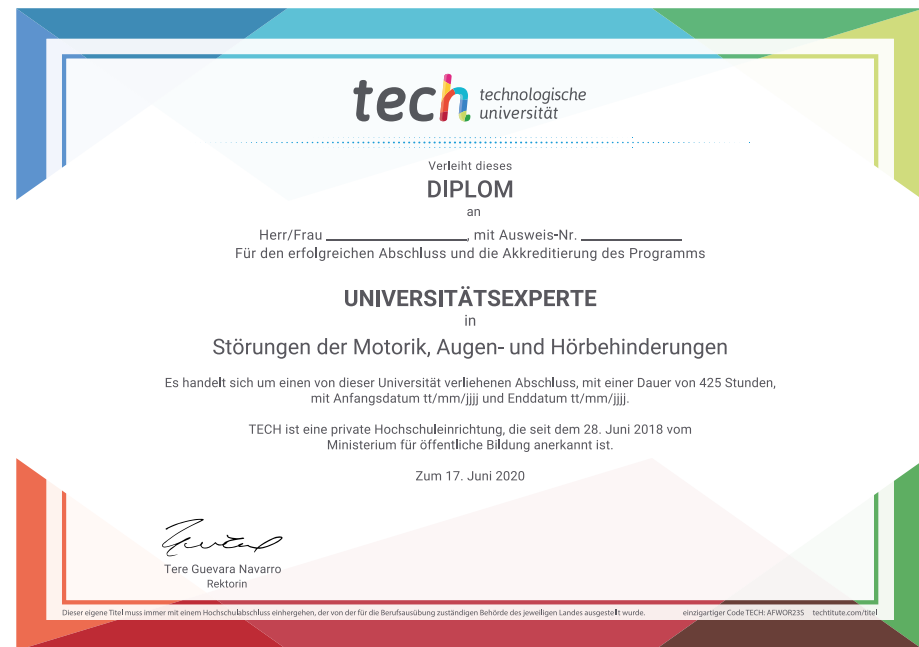 tech technologische
universität
Verleiht dieses
DIPLOM
an
Herr/Frau ____________________, mit Ausweis-Nr. ______________
Für den erfolgreichen Abschluss und die Akkreditierung des Programms
UNIVERSITÄTSEXPERTE
in
Störungen der Motorik, Augen- und Hörbehinderungen
Es handelt sich um einen von dieser Universität verliehenen Abschluss, mit einer Dauer von 425 Stunden,
mit Anfangsdatum tt/mm/jjjj und Enddatum tt/mm/jjjj.
TECH ist eine private Hochschuleinrichtung, die seit dem 28. Juni 2018 vom
Ministerium für öffentliche Bildung anerkannt ist.
Zum 17. Juni 2020
Tere Guevara Navarro
Rektorin
Dieser eigene Titel muss immer mit einem Hochschulabschluss einhergehen, der von der für die Berufsausübung zuständigen Behörde des jeweiligen Landes ausgestellt wurde. einzigartiger Code TECH: AFWOR23S techtitute.com/titel